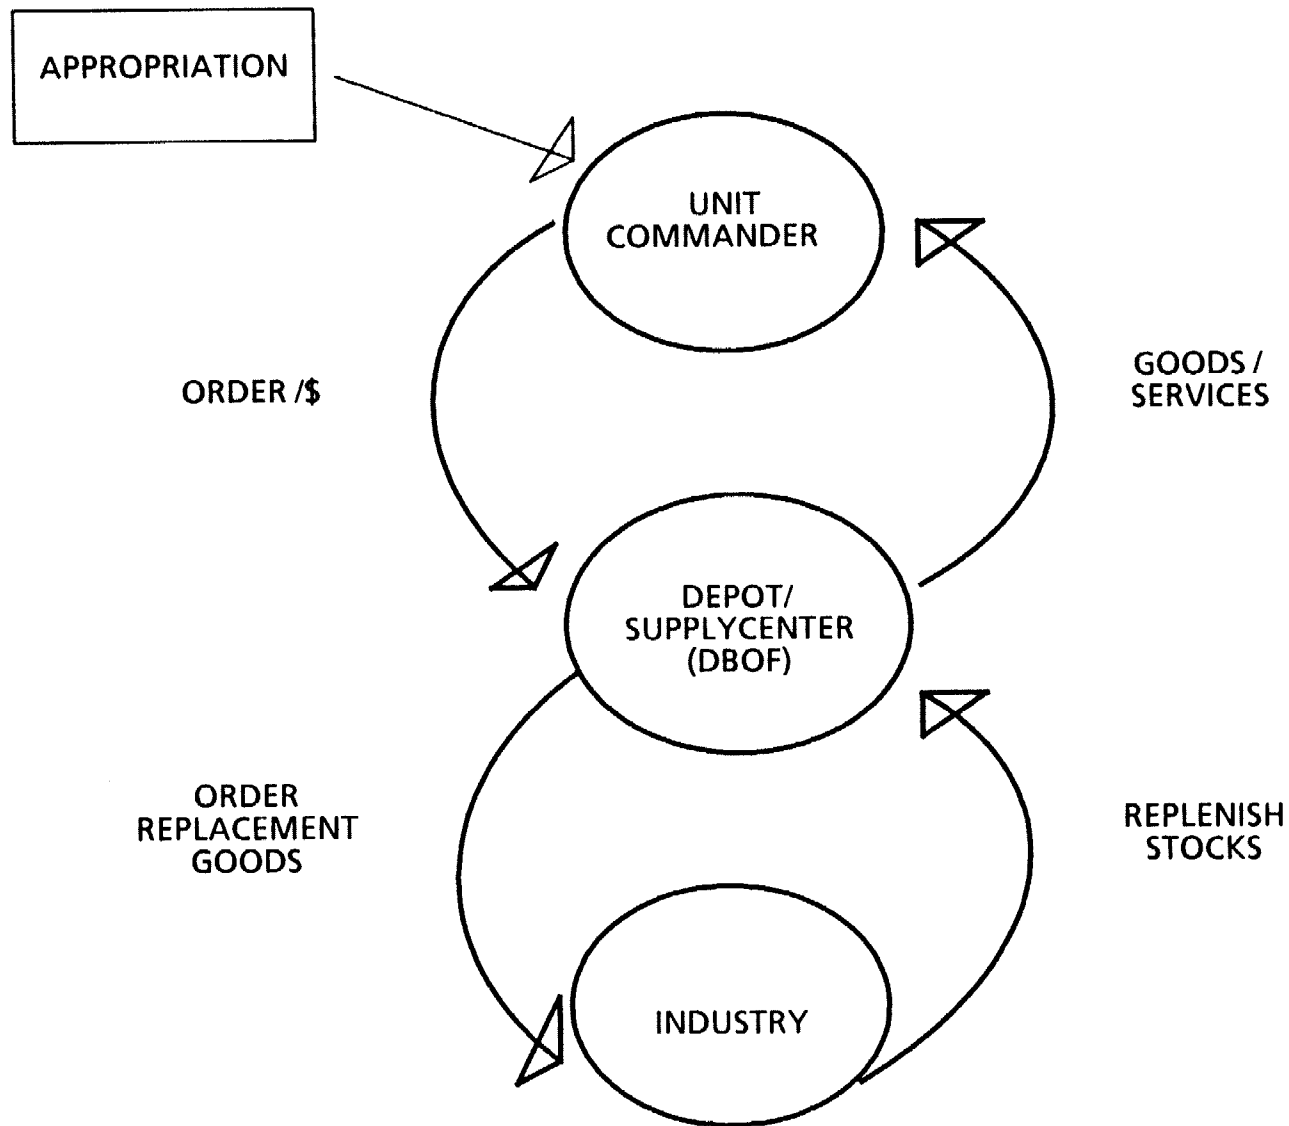 APPROPRIATION
UNIT
COMMANDER
ORDER /$
GOODS /
SERVICES
DEPOT/
SUPPLYCENTER
(DBOF)
ORDER
REPLACEMENT
GOODS
REPLENISH
STOCKS
INDUSTRY